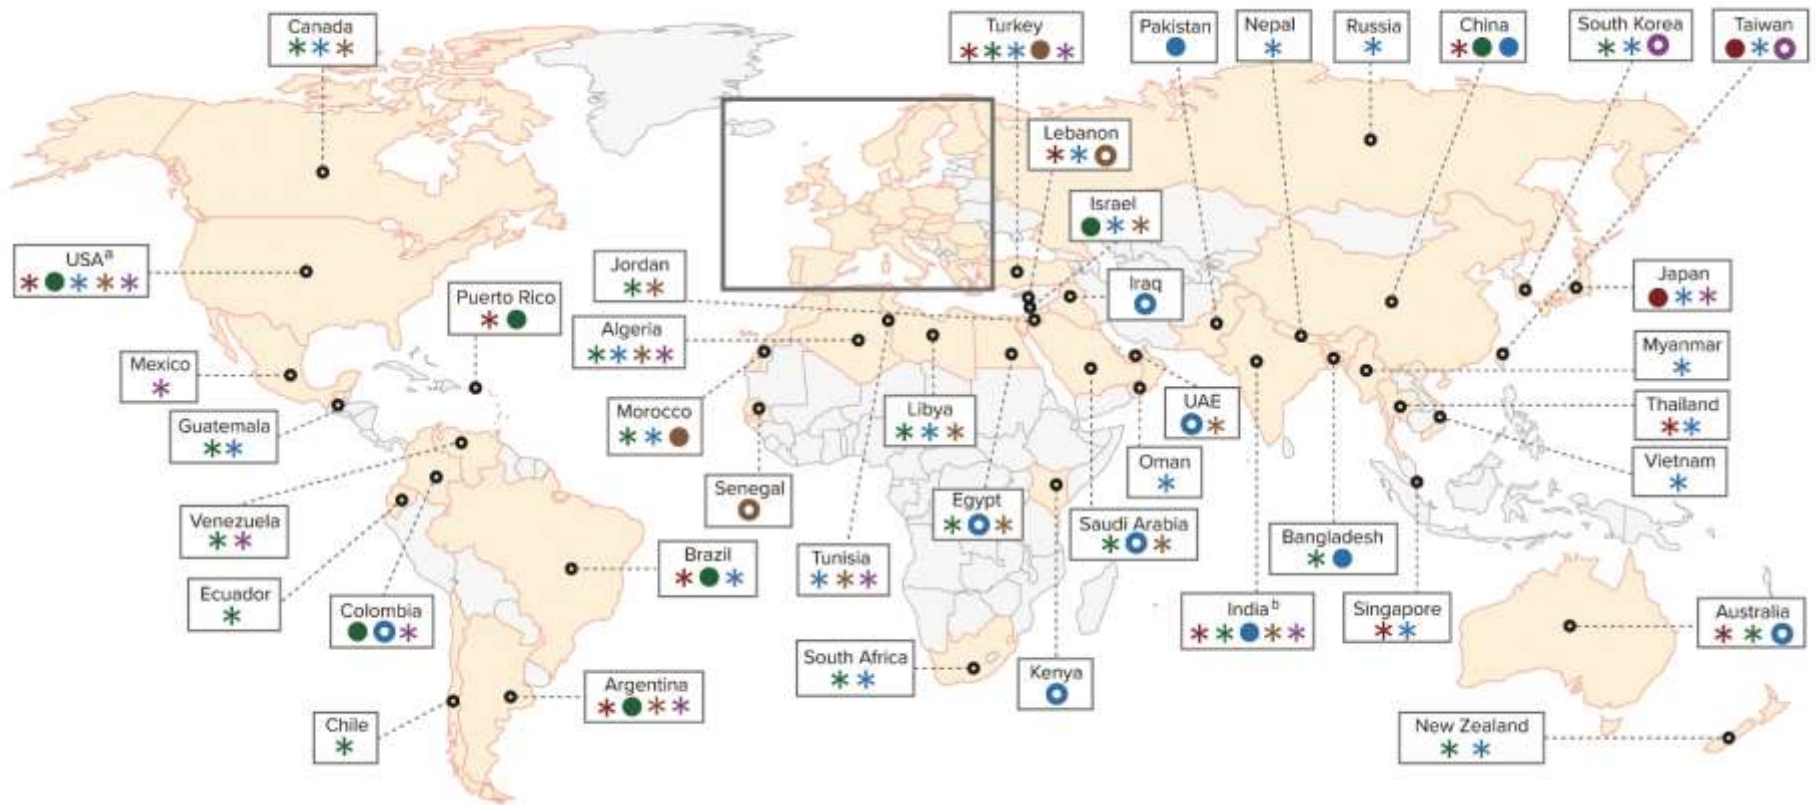 Canada
Turkey
Pakistan
Nepal
Russia
China
South Korea
Taiwan
Lebanon
Israel
USAa
Jordan
Iraq
Japan
Puerto Rico
Algeria
Mexico
Myanmar
Guatemala
Morocco
Libya
UAE
Thailand
Oman
Vietnam
Senegal
Egypt
Venezuela
Saudi Arabia
Bangladesh
Brazil
Tunisia
Ecuador
Colombia
Indiab
Singapore
Australia
South Africa
Kenya
Argentina
Chile
New Zealand